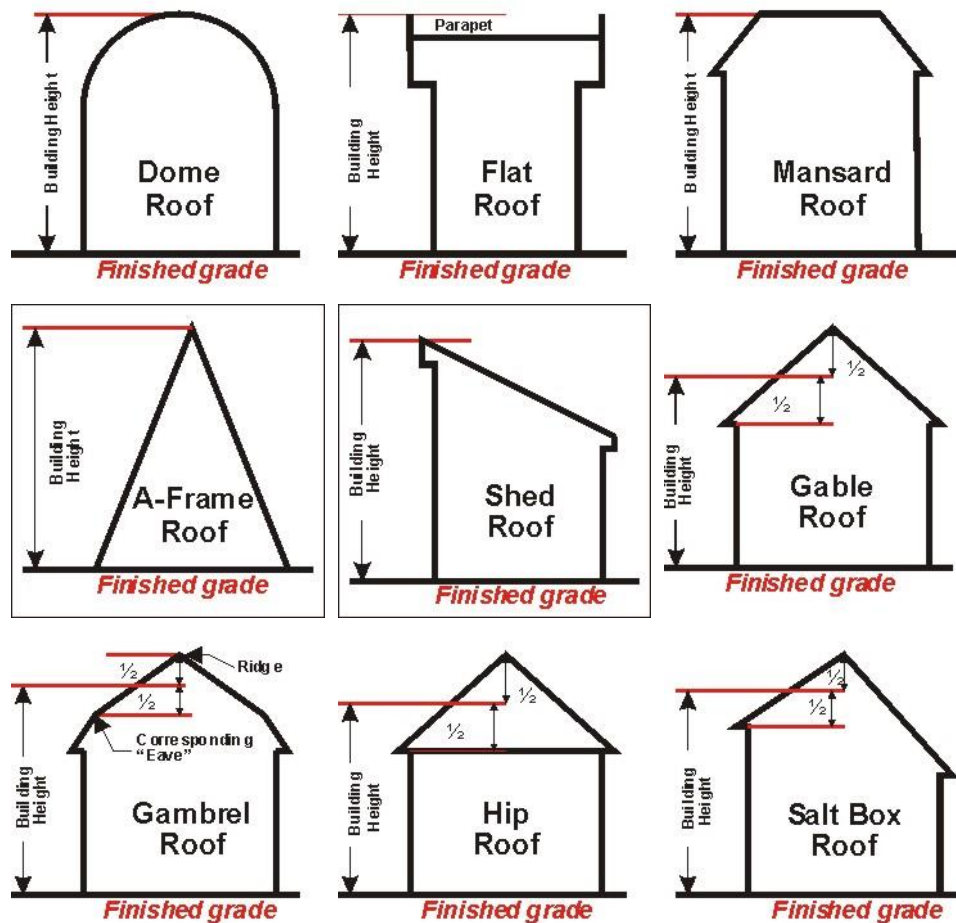 Building Height
Dome
Roof
Finished grade
Building
Height
Parapet
Flat
Roof
Finished grade
Building Height
Mansard
Roof
Finished grade
Building
Height
A-Frame
Roof
Finished grade
Building
Height
Shed
Roof
Finished grade
Building
Height
½
½
Gable
Roof
Finished grade
Building
Height
½
½
Ridge
Corresponding
“Eave”
Gambrel
Roof
Finished grade
Building
Height
½
½
Hip
Roof
Finished grade
Building
Height
½
½
Salt Box
Roof
Finished grade